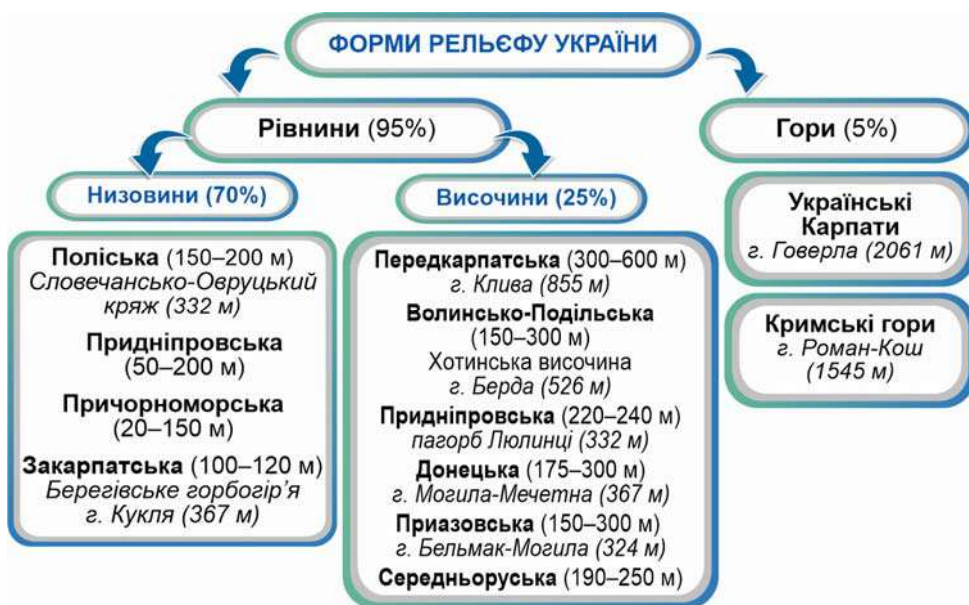 ФОРМИ РЕЛЬЄФУ УКРАЇНИ
Рівнини (95%)
Гори (5%)
Низовини (70%)
Височини (25%)
Поліська (150–200 м)
Словечансько-Овруцький
кряж (332 м)
Придніпровська
(50–200 м)
Причорноморська
(20–150 м)
Закарпатська (100–120 м)
Берегівське горбогір’я
г. Кукля (367 м)
Передкарпатська (300–600 м)
г. Клива (855 м)
Волинсько-Подільська
(150–300 м)
Хотинська височина
г. Берда (526 м)
Придніпровська (220–240 м)
пагорб Люлинці (332 м)
Донецька (175–300 м)
г. Могила-Мечетна (367 м)
Приазовська (150–300 м)
г. Бельмак-Могила (324 м)
Середньоруська (190–250 м)
Українські
Карпати
г. Говерла (2061 м)
Кримські гори
г. Роман-Кош
(1545 м)